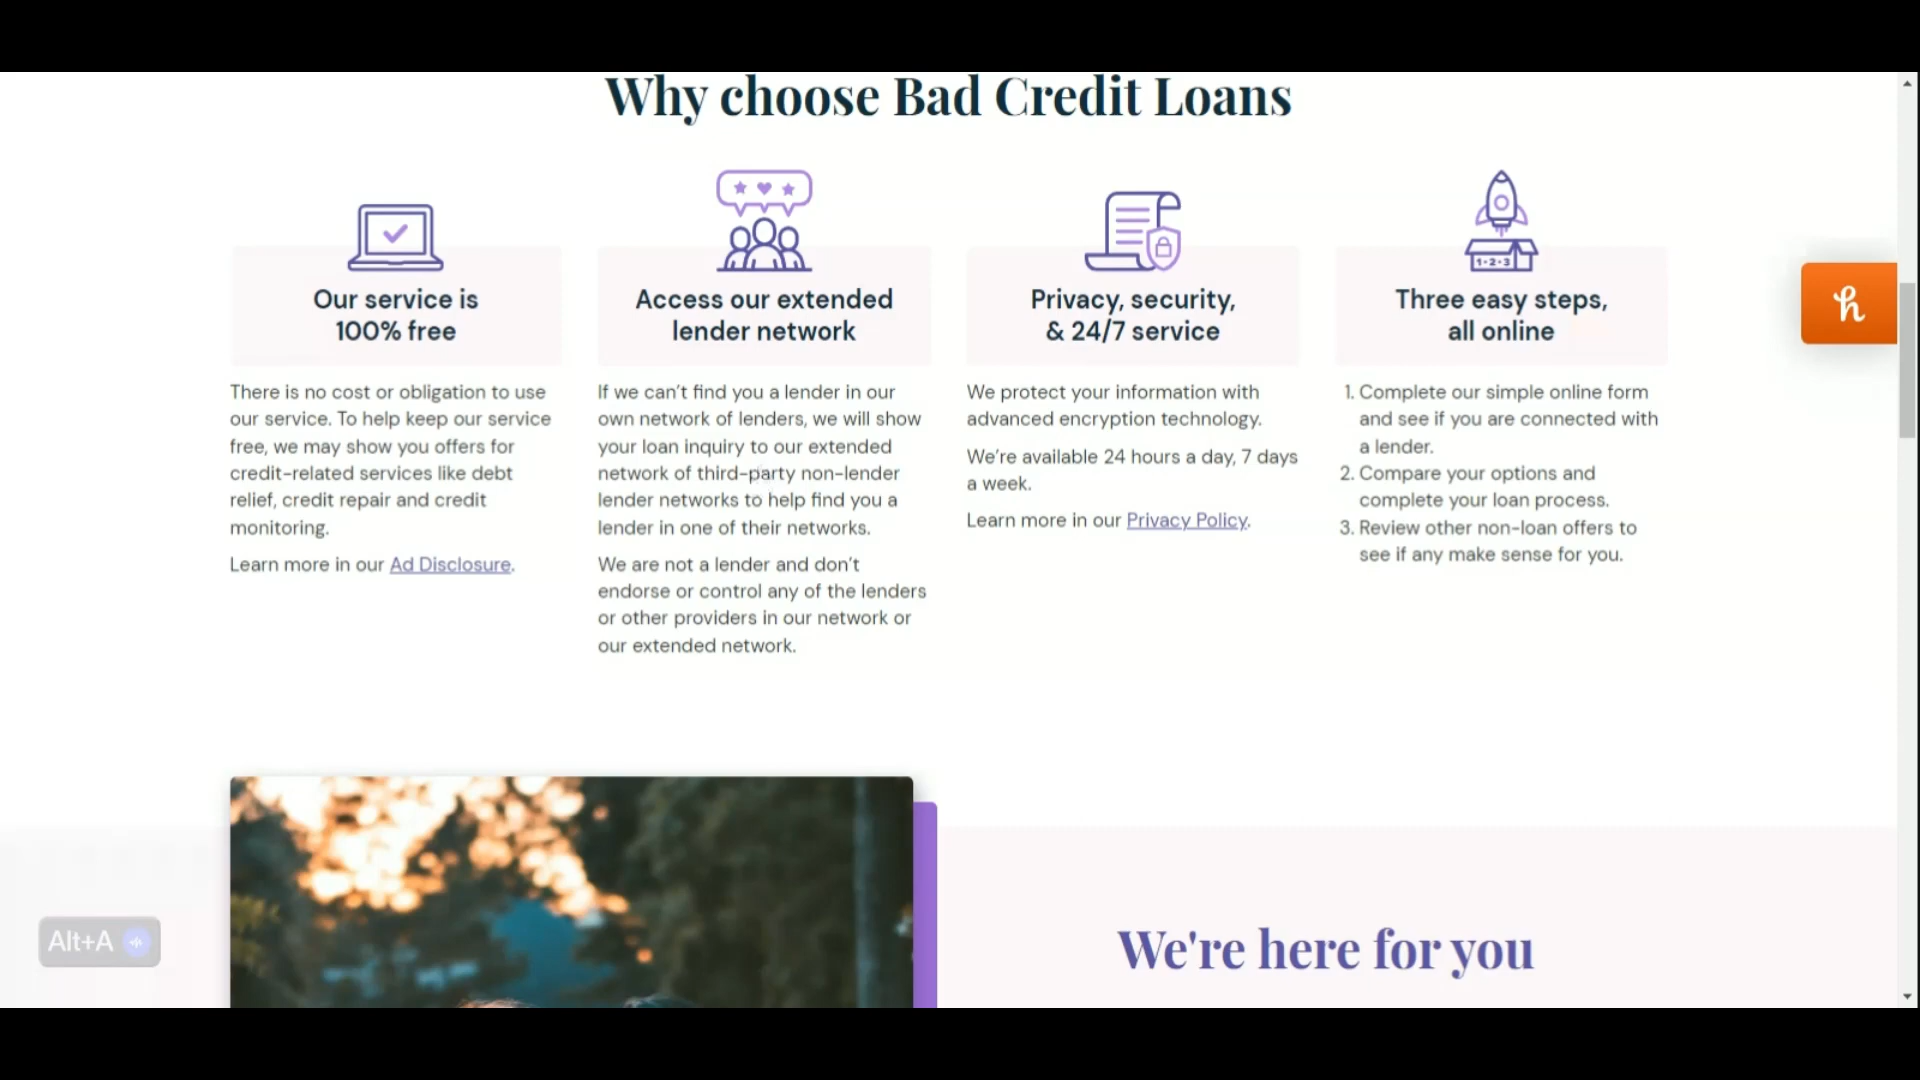 Why choose Bad Credit Loans
Our service is
100% free
There is no cost or obligation to use
our service. To help keep our service
free, we may show you offers for
credit-related services like debt
relief, credit repair and credit
monitoring.
Learn more in our Ad Disclosure.
Access our extended
lender network
If we can’t find you a lender in our
own network of lenders, we will show
your loan inquiry to our extended
network of third-party non-lender
lender networks to help find you a
lender in one of their networks.
We are not a lender and don’t
endorse or control any of the lenders
or other providers in our network or
our extended network.
Privacy, security,
& 24/7 service
We protect your information with
advanced encryption technology.
We’re available 24 hours a day, 7 days
a week.
Learn more in our Privacy Policy.
1•2•3
Three easy steps,
all online
1. Complete our simple online form
and see if you are connected with
a lender.
2. Compare your options and
complete your loan process.
3. Review other non-loan offers to
see if any make sense for you.
h
Alt+A
We're here for you